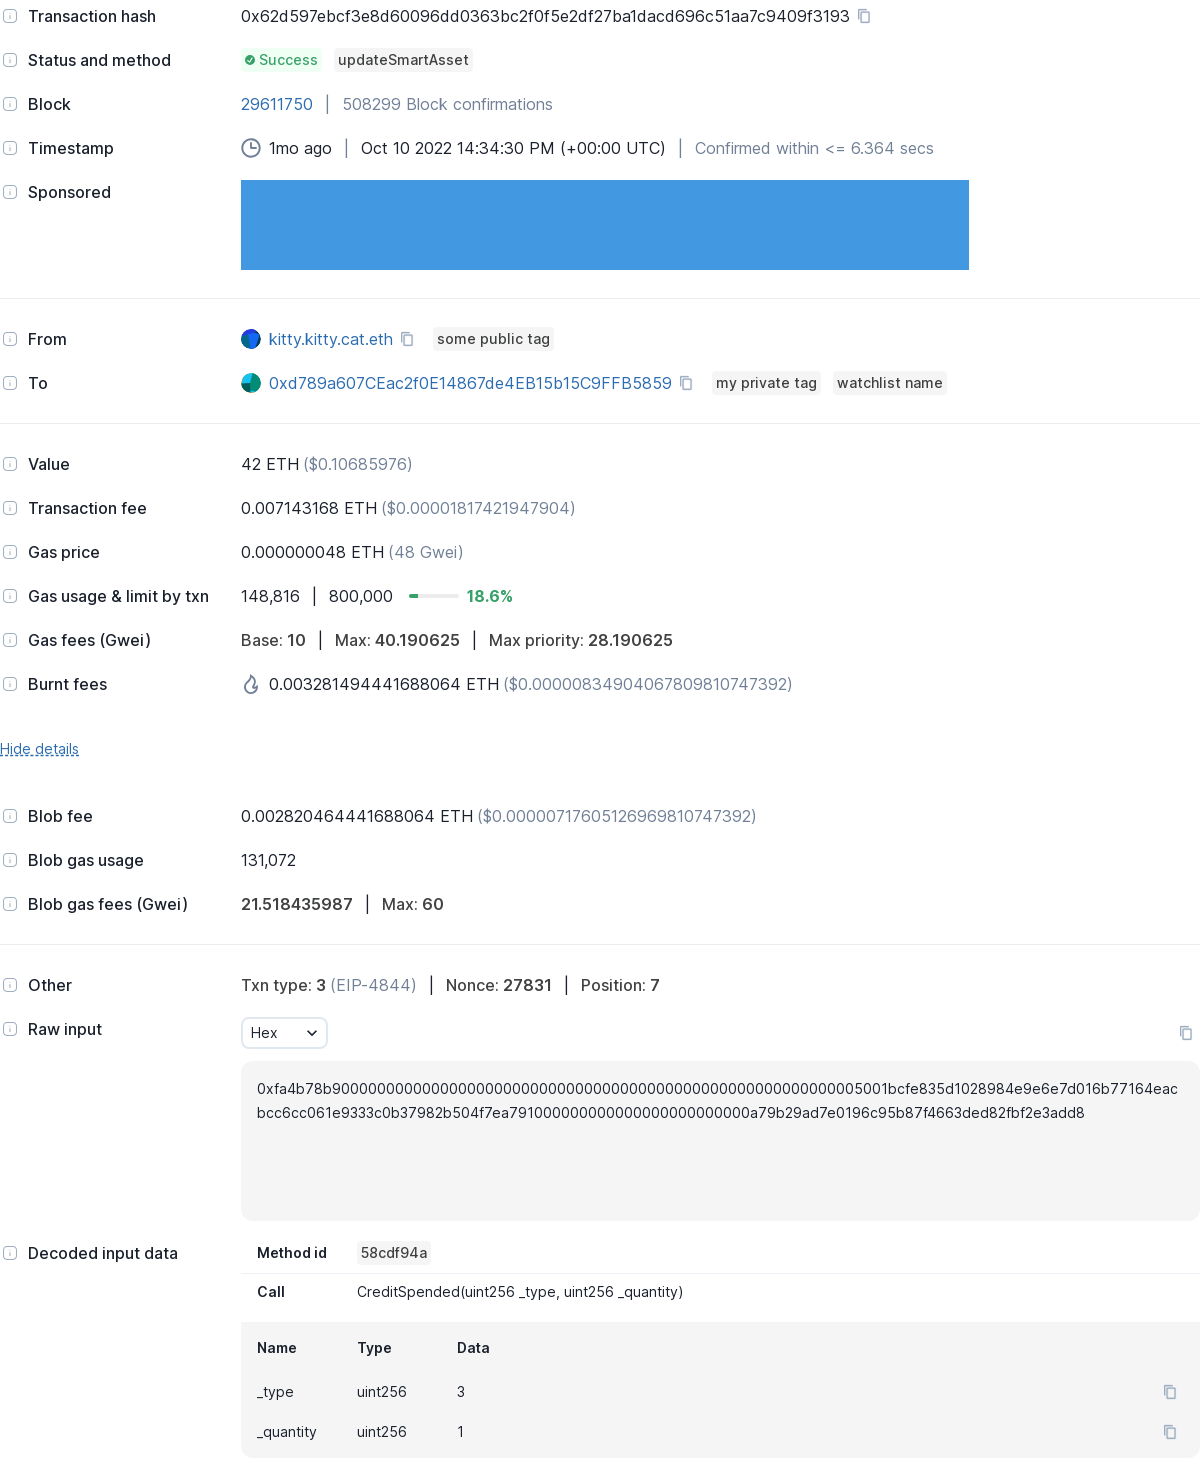 Transaction hash 0x62d597ebcf3e8d60096dd0363bc2f0f5e2df27ba1dacd696c51aa7c9409f3193
Status and method Success updateSmartAsset
Block 29611750 | 508299 Block confirmations
Timestamp 1mo ago | Oct 10 2022 14:34:30 PM (+00:00 UTC) | Confirmed within <= 6.364 secs
Sponsored
From kitty.kitty.cat.eth some public tag
To 0xd789a607CEac2f0E14867de4EB15b15C9FFB5859 my private tag watchlist name
Value 42 ETH ($0.10685976)
Transaction fee 0.007143168 ETH ($0.00001817421947904)
Gas price 0.000000048 ETH (48 Gwei)
Gas usage & limit by txn 148,816 | 800,000 18.6%
Gas fees (Gwei) Base: 10 | Max: 40.190625 | Max priority: 28.190625
Burnt fees 0.003281494441688064 ETH ($0.00000834904067809810747392)
Hide details
Blob fee 0.002820464441688064 ETH ($0.00000717605126969810747392)
Blob gas usage 131,072
Blob gas fees (Gwei) 21.518435987 | Max: 60
Other Txn type: 3 (EIP-4844) | Nonce: 27831 | Position: 7
Raw input Hex
0xfa4b78b90000000000000000000000000000000000000000000000000000000005001bcfe835d1028984e9e6e7d016b77164eac
bcc6cc061e9333c0b37982b504f7ea791000000000000000000000000a79b29ad7e0196c95b87f4663ded82fbf2e3add8
Decoded input data Method id 58cdf94a
Call CreditSpended(uint256 _type, uint256 _quantity)
Name Type Data
_type uint256 3
_quantity uint256 1